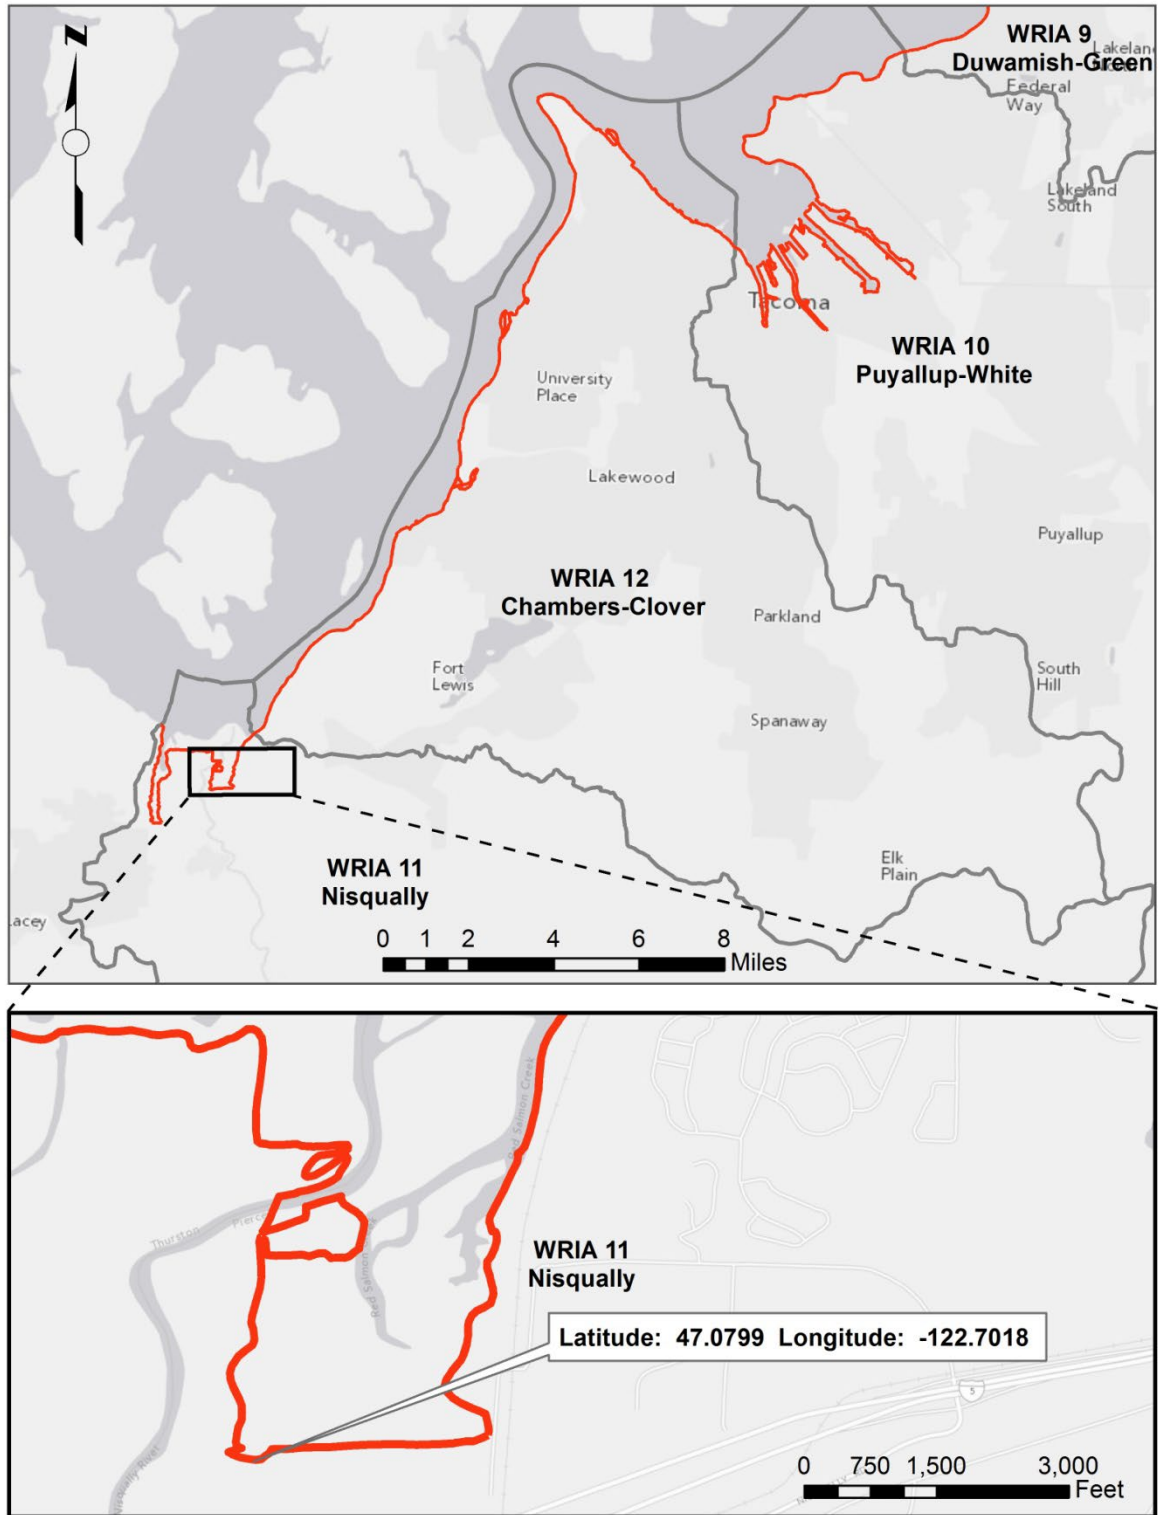 N
WRIA 9
Duwamish-Green
Federal
Way
Lakeland
South
Tacoma
WRIA 10
Puyallup-White
University
Place
Lakewood
Puyallup
WRIA 12
Chambers-Clover
Parkland
Fort
Lewis
South
Hill
Spanaway
WRIA 11
Nisqually
Elk
Plain
Lacey
0 1 2 4 6 8
Miles
Red Salmon Creek
Thurston
Pierce
Red Salmon Creek
WRIA 11
Nisqually
Latitude: 47.0799 Longitude: -122.7018
5
Nisqually River
0 750 1,500 3,000
Feet